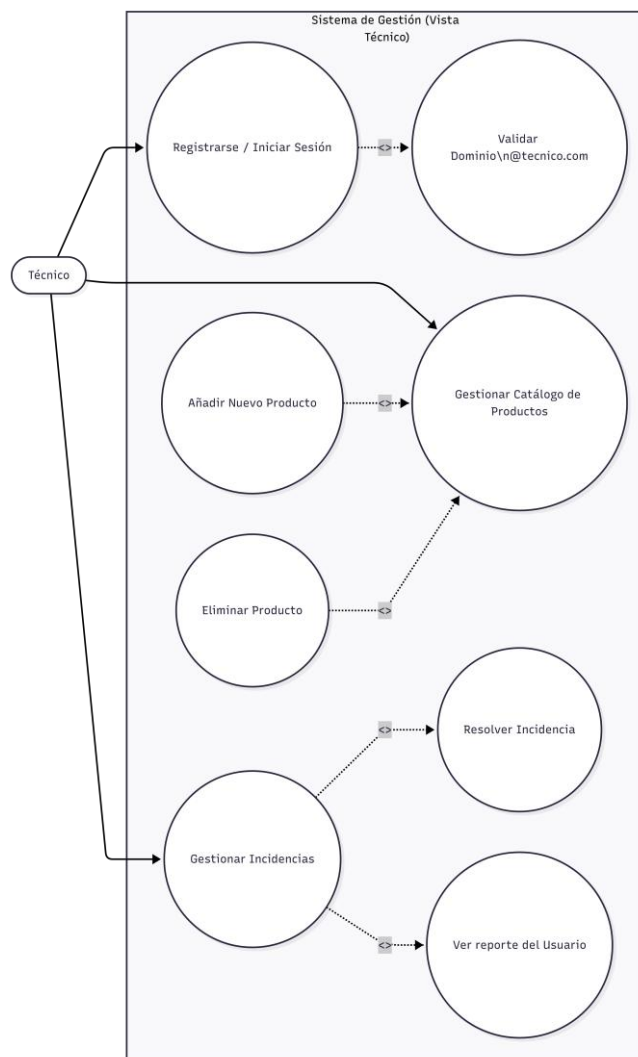 Sistema de Gestión (Vista
Técnico)
Registrarse / Iniciar Sesión
<>
Validar
Dominio\n@tecnico.com
Técnico
Añadir Nuevo Producto
<>
Gestionar Catálogo de
Productos
Eliminar Producto
<>
<>
Resolver Incidencia
Gestionar Incidencias
<>
Ver reporte del Usuario